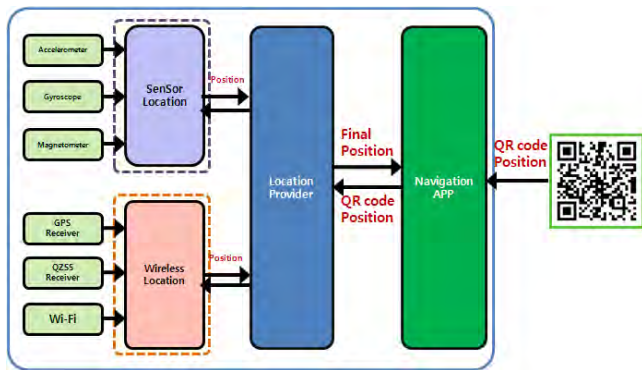 Accelerometer
Gyroscope
Magnetometer
SenSor
Location
Position
GPS
Receiver
QZSS
Receiver
Wi-Fi
Wireless
Location
Position
Location
Provider
Final
Position
QR code
Position
Navigation
APP
QR code
Position